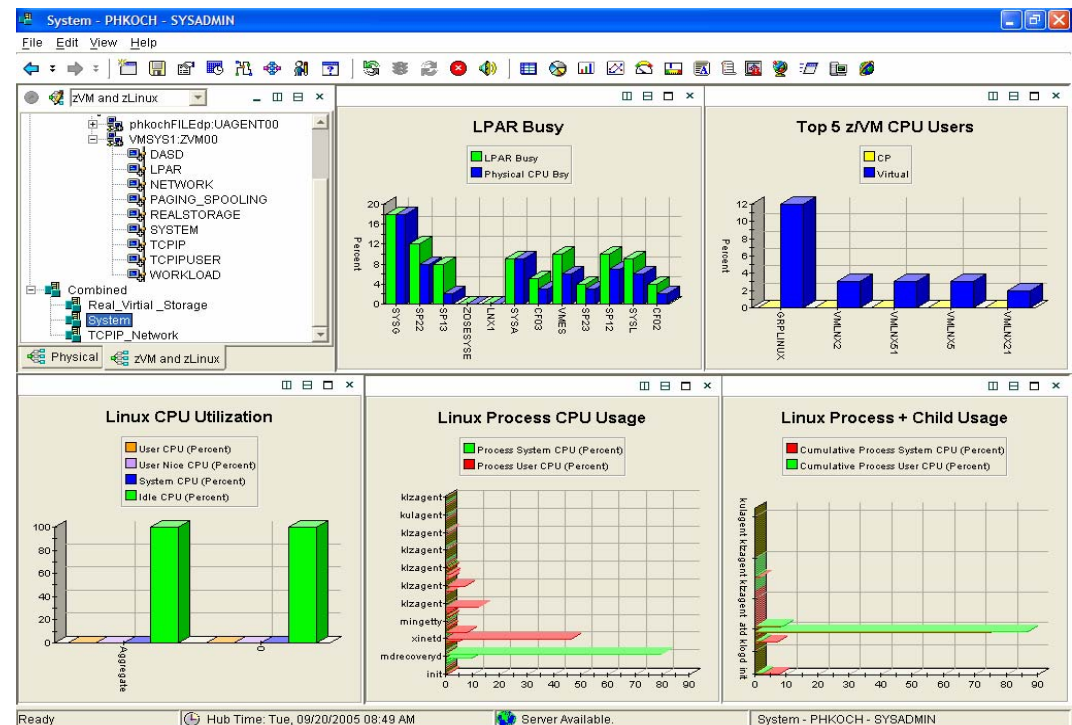 System - PHKOCH - SYSADMIN
File Edit View Help
zVM and zLinux
phkochFILEdp:UAGENT00
VMSYS1:ZVM00
DASD
LPAR
NETWORK
PAGING_SPOOLING
REALSTORAGE
SYSTEM
TCPIP
TCPIPUSER
WORKLOAD
Combined
Real_Virtial _Storage
System
TCPIP_Network
Physical
zVM and zLinux
LPAR Busy
LPAR Busy
Physical CPU Bsy
Percent
20
16
12
8
4
0
SYSG
SP22
SP13
ZOSESYSE
LNX1
SYSA
CF03
VMES
SP23
SP12
SYSL
CF02
Top 5 z/VM CPU Users
CP
Virtual
Percent
12
10
8
6
4
2
0
GRPLINUX
VMLNX2
VMLNX51
VMLNX5
VMLNX21
Linux CPU Utilization
User CPU (Percent)
User Nice CPU (Percent)
System CPU (Percent)
Idle CPU (Percent)
100
80
60
40
20
0
Aggregate
0
Linux Process CPU Usage
Process System CPU (Percent)
Process User CPU (Percent)
klzagent
kulagent
klzagent
klzagent
klzagent
klzagent
klzagent
mingetty
xinetd
mdrecoveryd
init
0 10 20 30 40 50 60 70 80 90
Linux Process + Child Usage
Cumulative Process System CPU (Percent)
Cumulative Process User CPU (Percent)
kulagent klzagent klzagent atd klogd init
0 10 20 30 40 50 60 70 80 90
Ready
Hub Time: Tue, 09/20/2005 08:49 AM
Server Available.
System - PHKOCH - SYSADMIN